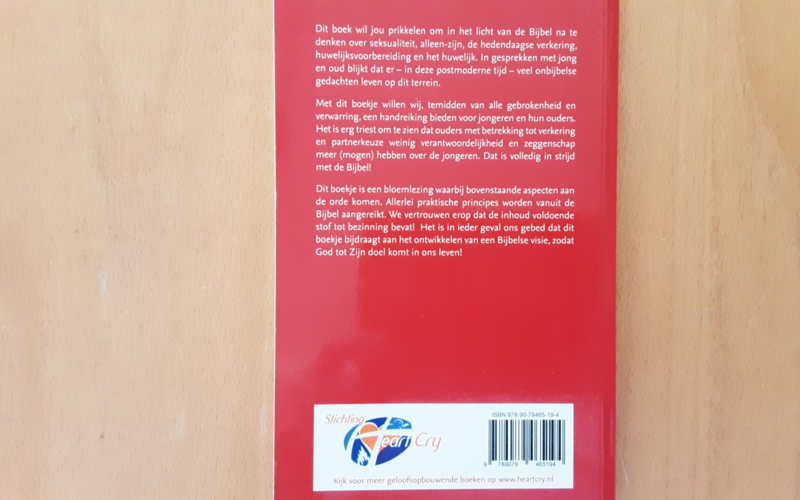 Dit boek wil jou prikkelen om in het licht van de Bijbel na te
denken over seksualiteit, alleen-zijn, de hedendaagse verkering,
huwelijksvoorbereiding en het huwelijk. In gesprekken met jong
en oud blijkt dat er – in deze postmoderne tijd – veel onbijbelse
gedachten leven op dit terrein.
Met dit boekje willen wij, temidden van alle gebrokenheid en
verwarring, een handreiking bieden voor jongeren en hun ouders.
Het is erg triest om te zien dat ouders met betrekking tot verkering
en partnerkeuze weinig verantwoordelijkheid en zeggenschap
meer (mogen) hebben over de jongeren. Dat is volledig in strijd
met de Bijbel!
Dit boekje is een bloemlezing waarbij bovenstaande aspecten aan
de orde komen. Allerlei praktische principes worden vanuit de
Bijbel aangereikt. We vertrouwen erop dat de inhoud voldoende
stof tot bezinning bevat! Het is in ieder geval ons gebed dat dit
boekje bijdraagt aan het ontwikkelen van een Bijbelse visie, zodat
God tot Zijn doel komt in ons leven!
Stichting
Heart Cry
ISBN 978-90-79465-19-4
9 789079 465194
Kijk voor meer geloofsopbouwende boeken op www.heartcry.nl